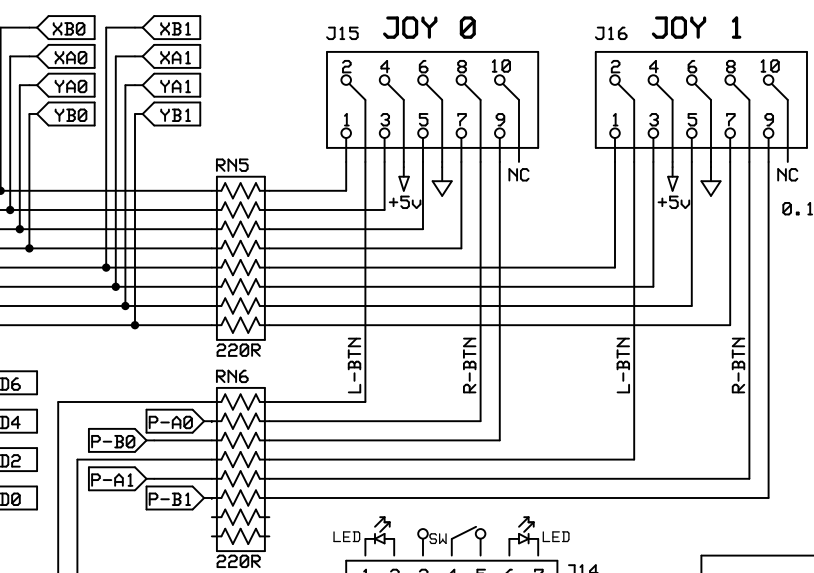 XB0 XB1 J15 JOY 0 J16 JOY 1
XA0 XA1 2 4 6 8 10 2 4 6 8 10
YA0 YA1
YB0 YB1 1 3 5 7 9 1 3 5 7 9
RN5 NC NC
+5v +5v 0.1
220R
L-BTN R-BTN L-BTN R-BTN
RN6
D6
P-A0
D4
P-B0
D2
P-A1
P-B1
D0
LED SW LED
220R
1 2 3 4 5 6 7 J14